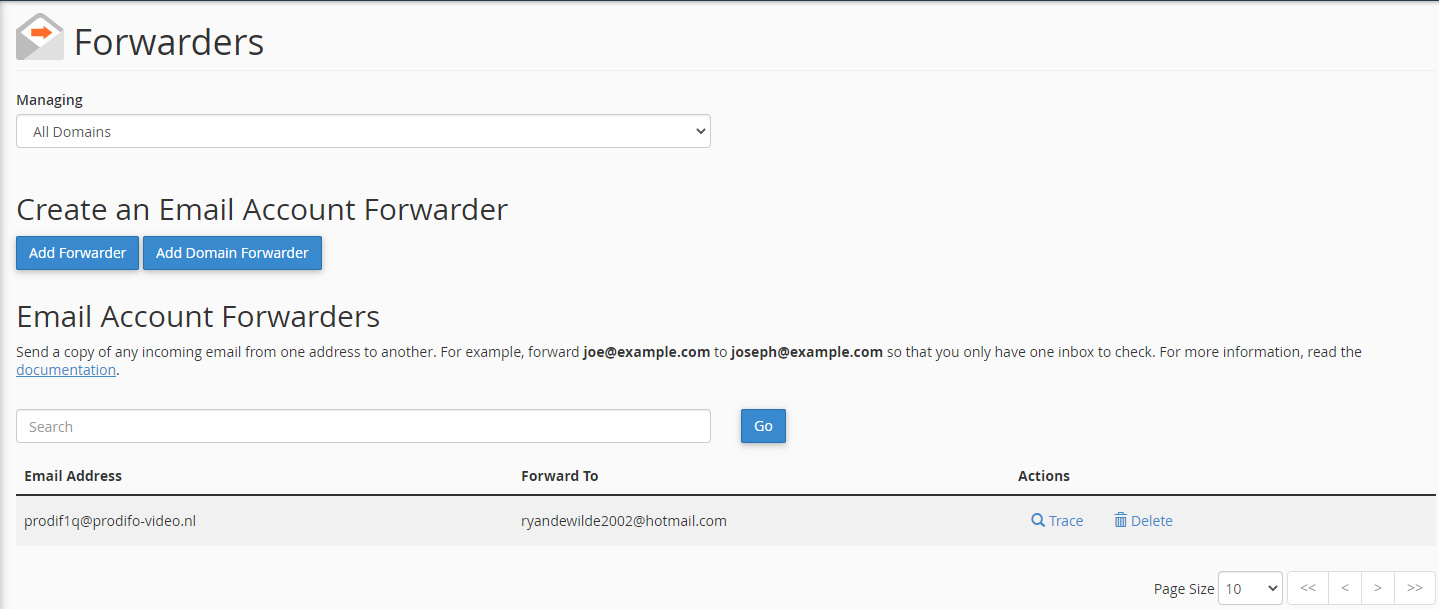 Forwarders
Managing
All Domains
Create an Email Account Forwarder
Add Forwarder Add Domain Forwarder
Email Account Forwarders
Send a copy of any incoming email from one address to another. For example, forward joe@example.com to joseph@example.com so that you only have one inbox to check. For more information, read the
documentation.
Search Go
Email Address Forward To Actions
prodif1q@prodifo-video.nl ryandewilde2002@hotmail.com Trace Delete
Page Size 10 << < > >>